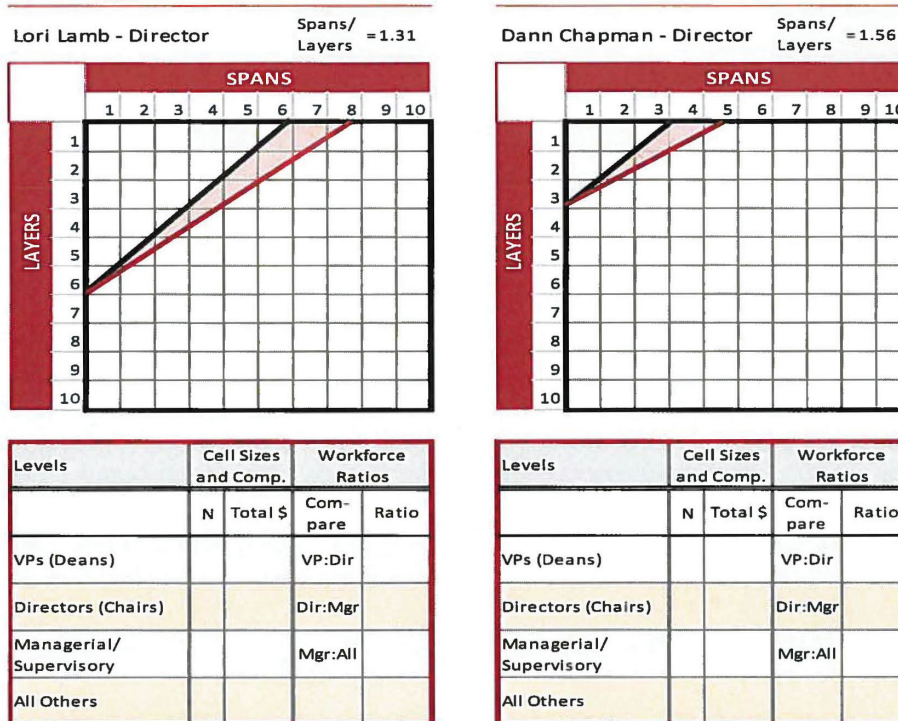 Lori Lamb - Director Spans/ Layers =1.31
SPANS
1 2 3 4 5 6 7 8 9 10
LAYERS
1
2
3
4
5
6
7
8
9
10
Levels Cell Sizes and Comp. Workforce Ratios
N Total $ Com- pare Ratio
VPs (Deans) VP:Dir
Directors (Chairs) Dir:Mgr
Managerial/
Supervisory Mgr:All
All Others
Dann Chapman - Director Spans/ Layers =1.56
SPANS
1 2 3 4 5 6 7 8 9 10
LAYERS
1
2
3
4
5
6
7
8
9
10
Levels Cell Sizes and Comp. Workforce Ratios
N Total $ Com- pare Ratio
VPs (Deans) VP:Dir
Directors (Chairs) Dir:Mgr
Managerial/
Supervisory Mgr:All
All Others